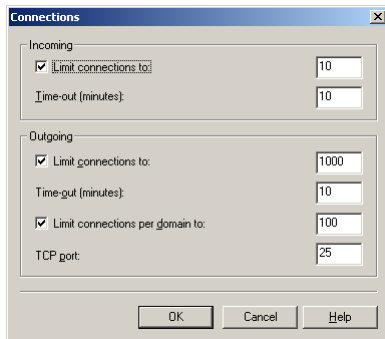 Connections
Incoming
Limit connections to: 10
Time-out (minutes): 10
Outgoing
Limit connections to: 1000
Time-out (minutes): 10
Limit connections per domain to: 100
TCP port: 25
OK Cancel Help